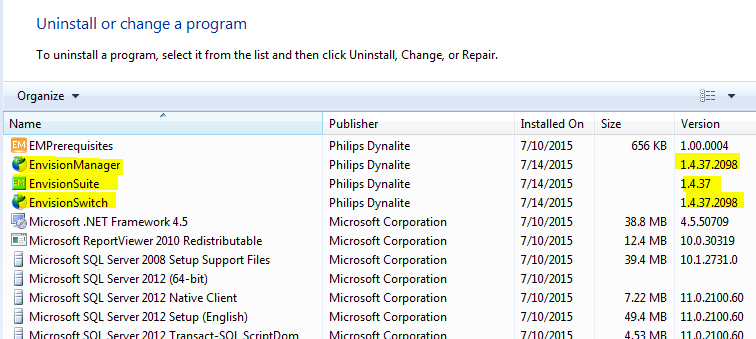 Uninstall or change a program
To uninstall a program, select it from the list and then click Uninstall, Change, or Repair.
Organize
Name Publisher Installed On Size Version
EM EMPrerequisites Philips Dynalite 7/10/2015 656 KB 1.00.0004
EnvisionManager Philips Dynalite 7/14/2015 1.4.37.2098
EM EnvisionSuite Philips Dynalite 7/14/2015 1.4.37
EnvisionSwitch Philips Dynalite 7/14/2015 1.4.37.2098
Microsoft .NET Framework 4.5 Microsoft Corporation 7/10/2015 38.8 MB 4.5.50709
Microsoft ReportViewer 2010 Redistributable Microsoft Corporation 7/10/2015 12.4 MB 10.0.30319
Microsoft SQL Server 2008 Setup Support Files Microsoft Corporation 7/10/2015 39.4 MB 10.1.2731.0
Microsoft SQL Server 2012 (64-bit) Microsoft Corporation 7/10/2015
Microsoft SQL Server 2012 Native Client Microsoft Corporation 7/10/2015 7.22 MB 11.0.2100.60
Microsoft SQL Server 2012 Setup (English) Microsoft Corporation 7/10/2015 49.4 MB 11.0.2100.60
Microsoft SQL Server 2012 Transact-SQL ScriptDom Microsoft Corporation 7/10/2015 4.53 MB 11.0.2100.60